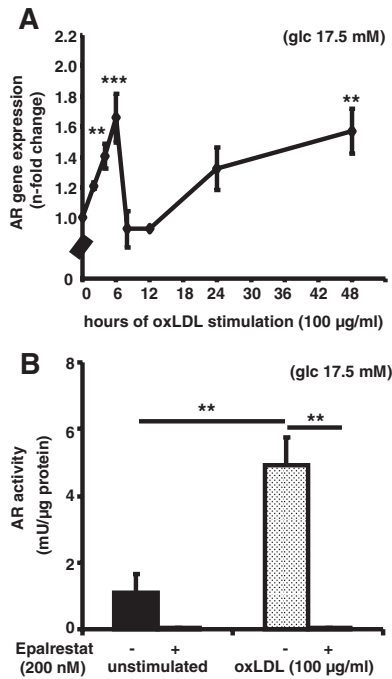 A
(glc 17.5 mM)
AR gene expression
(n-fold change)
2.2
2.0
1.8
1.6
1.4
1.2
1.0
0
**
***
**
0 6 12 18 24 30 36 42 48
hours of oxLDL stimulation (100 µg/ml)
B
(glc 17.5 mM)
AR activity
(mU/µg protein)
8
6
4
2
0
**
**
Epalrestat - + - +
(200 nM) unstimulated oxLDL (100 µg/ml)